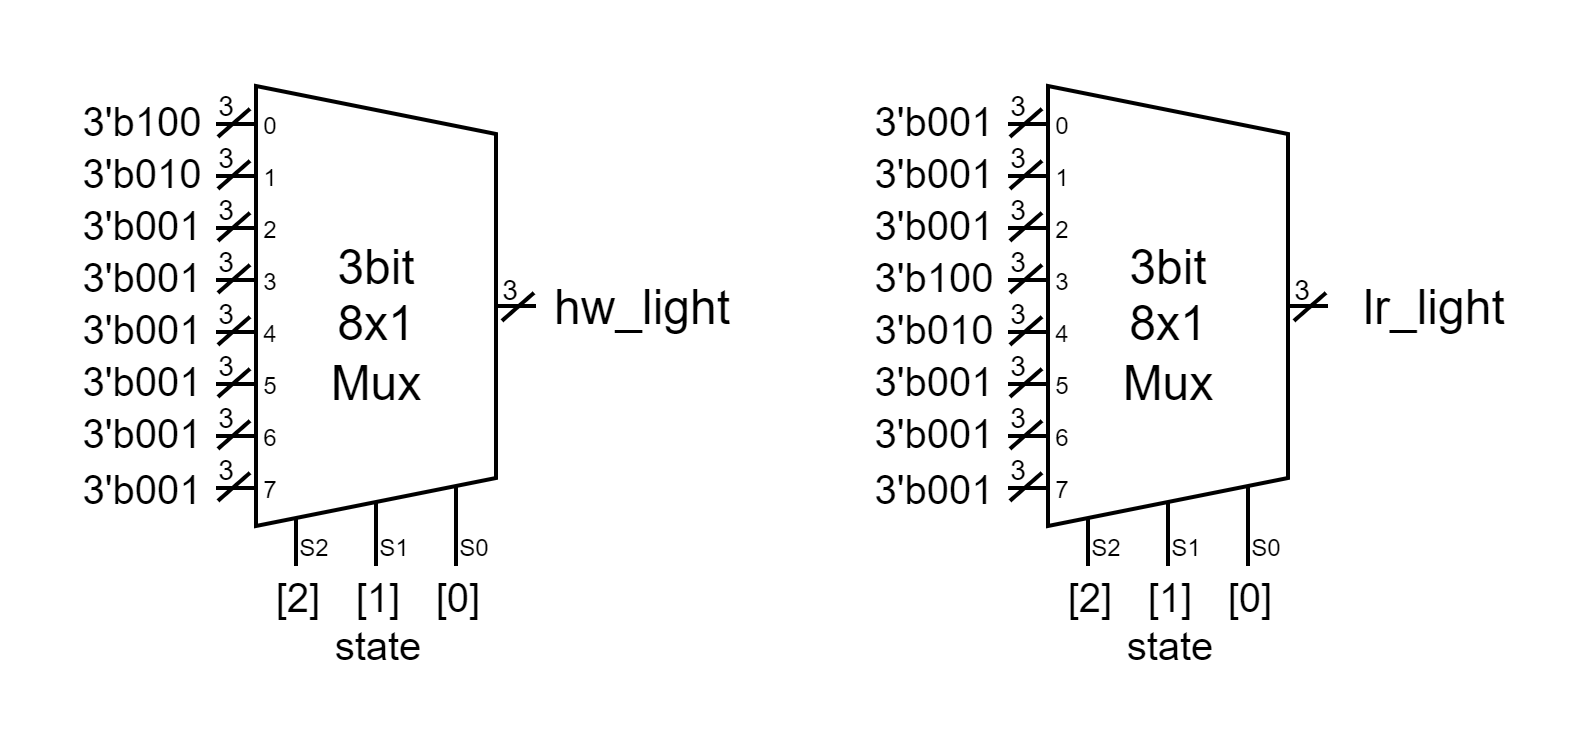 3'b100 3 0
3'b010 3 1
3'b001 3 2
3'b001 3 3
3'b001 3 4
3'b001 3 5
3'b001 3 6
3'b001 3 7
3bit
8x1
Mux
3 hw_light
S2 S1 S0
[2] [1] [0]
state
3'b001 3 0
3'b001 3 1
3'b001 3 2
3'b100 3 3
3'b010 3 4
3'b001 3 5
3'b001 3 6
3'b001 3 7
3bit
8x1
Mux
3 lr_light
S2 S1 S0
[2] [1] [0]
state